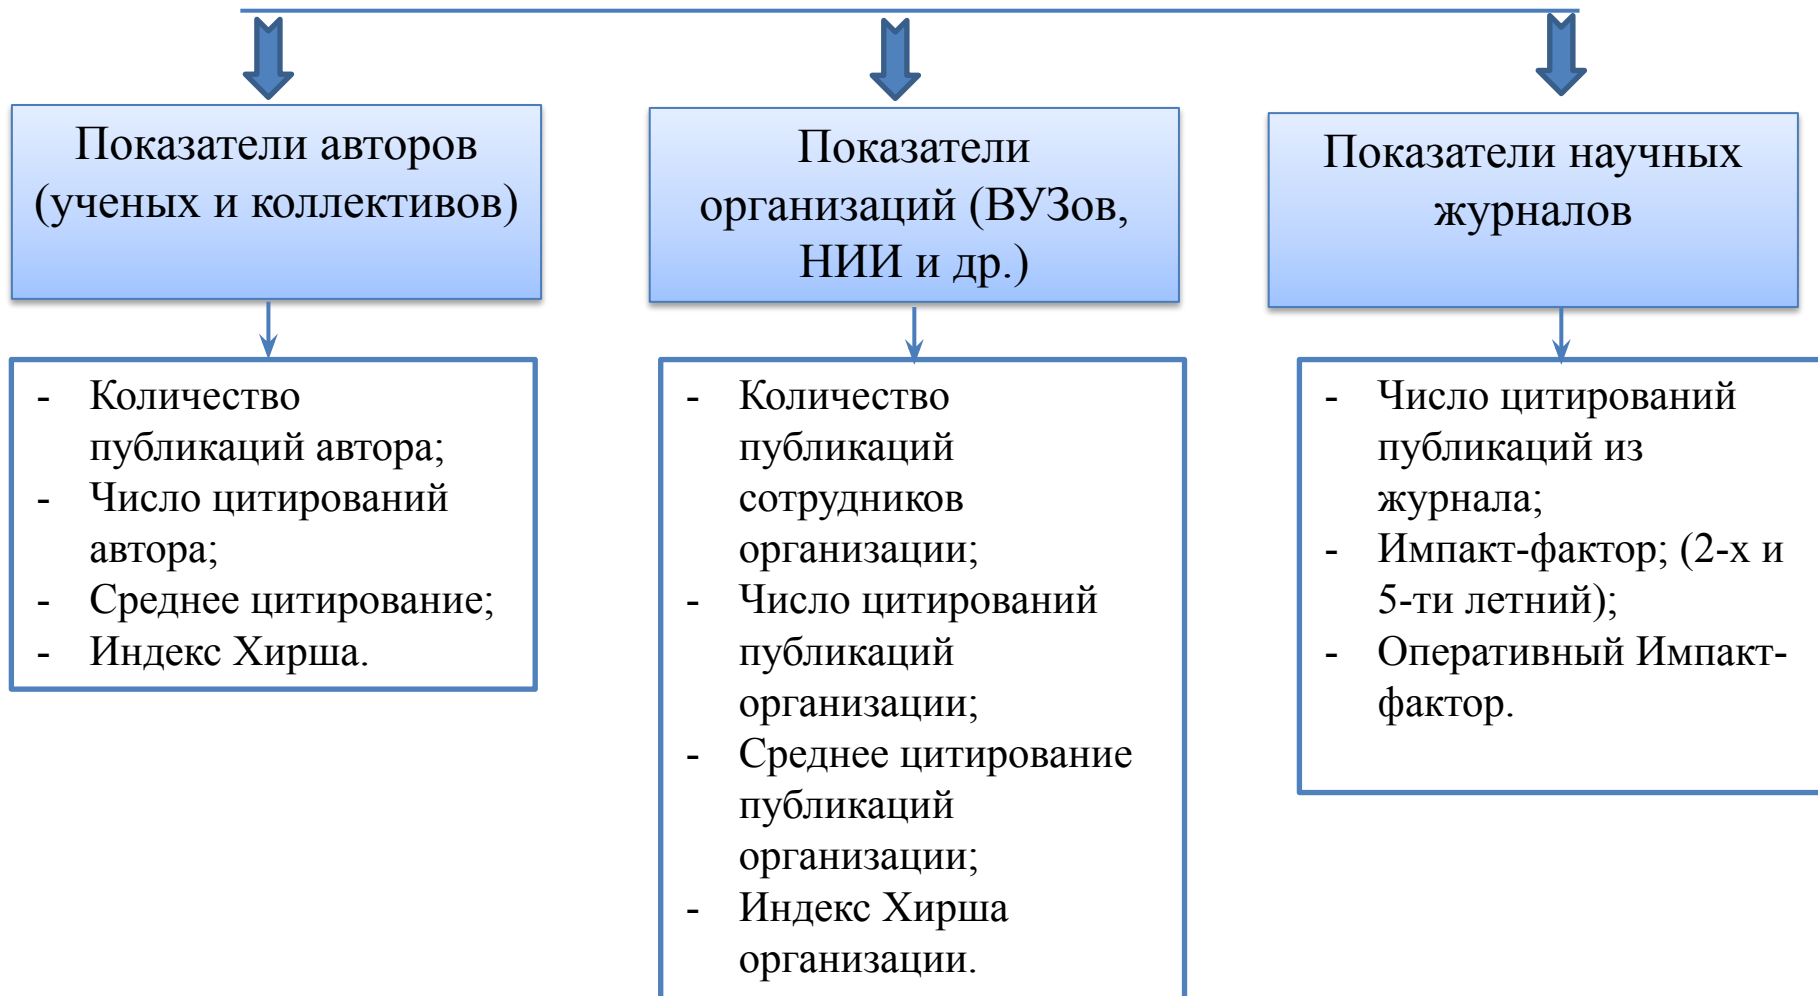 Показатели авторов
(ученых и коллективов)
- Количество
публикаций автора;
- Число цитирований
автора;
- Среднее цитирование;
- Индекс Хирша.
Показатели
организаций (ВУЗов,
НИИ и др.)
- Количество
публикаций
сотрудников
организации;
- Число цитирований
публикаций
организации;
- Среднее цитирование
публикаций
организации;
- Индекс Хирша
организации.
Показатели научных
журналов
- Число цитирований
публикаций из
журнала;
- Импакт-фактор; (2-х и
5-ти летний);
- Оперативный Импакт-
фактор.